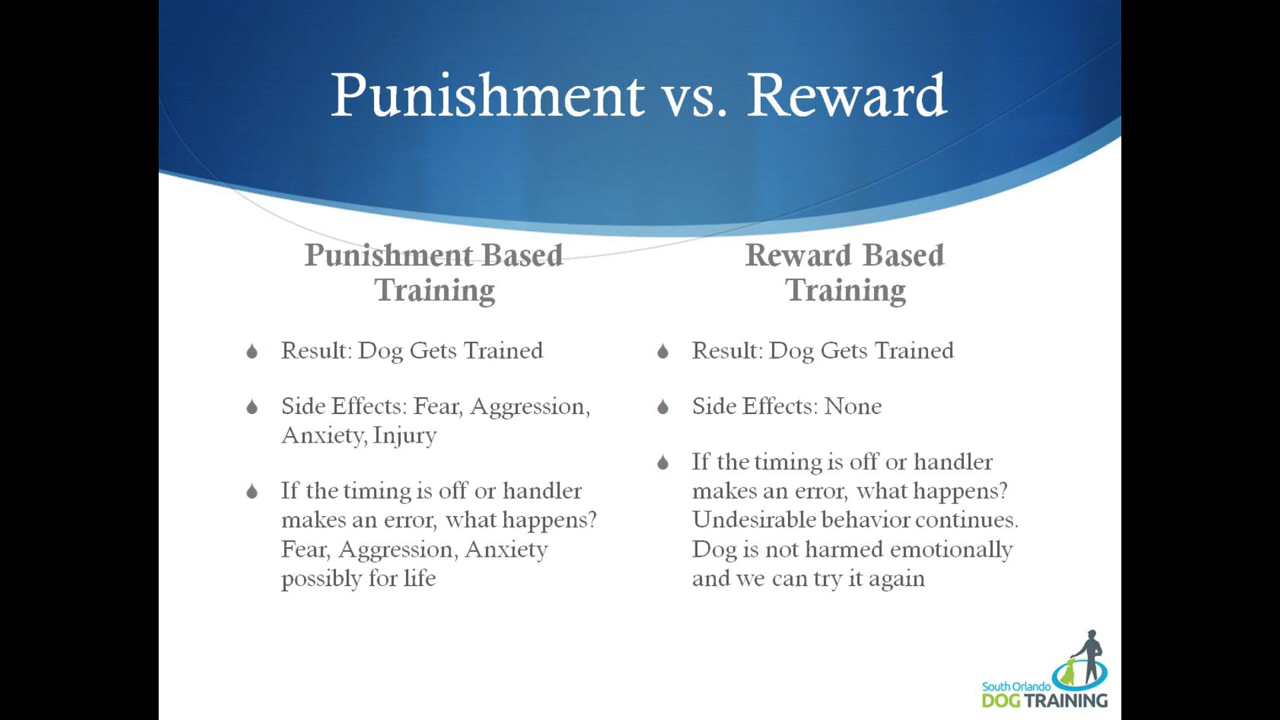 Punishment vs. Reward
Punishment Based
Training
Result: Dog Gets Trained
Side Effects: Fear, Aggression,
Anxiety, Injury
If the timing is off or handler
makes an error, what happens?
Fear, Aggression, Anxiety
possibly for life
Reward Based
Training
Result: Dog Gets Trained
Side Effects: None
If the timing is off or handler
makes an error, what happens?
Undesirable behavior continues.
Dog is not harmed emotionally
and we can try it again
South Orlando
DOG TRAINING